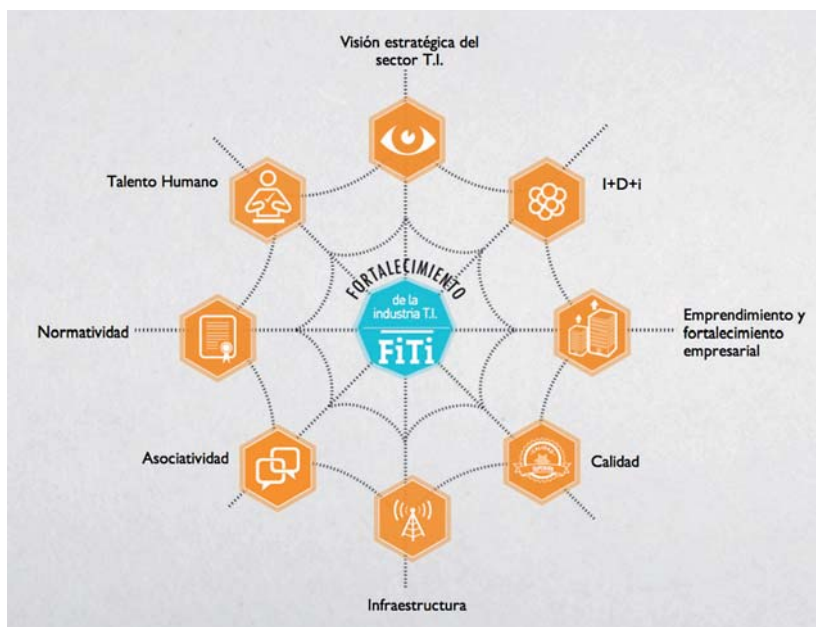 Visión estratégica del
sector T.I.
Talento Humano
I+D+i
FORTALECIMIENTO
de la
industria T.I.
FiTi
Normatividad
Emprendimiento y
fortalecimiento
empresarial
Asociatividad
Calidad
Infraestructura